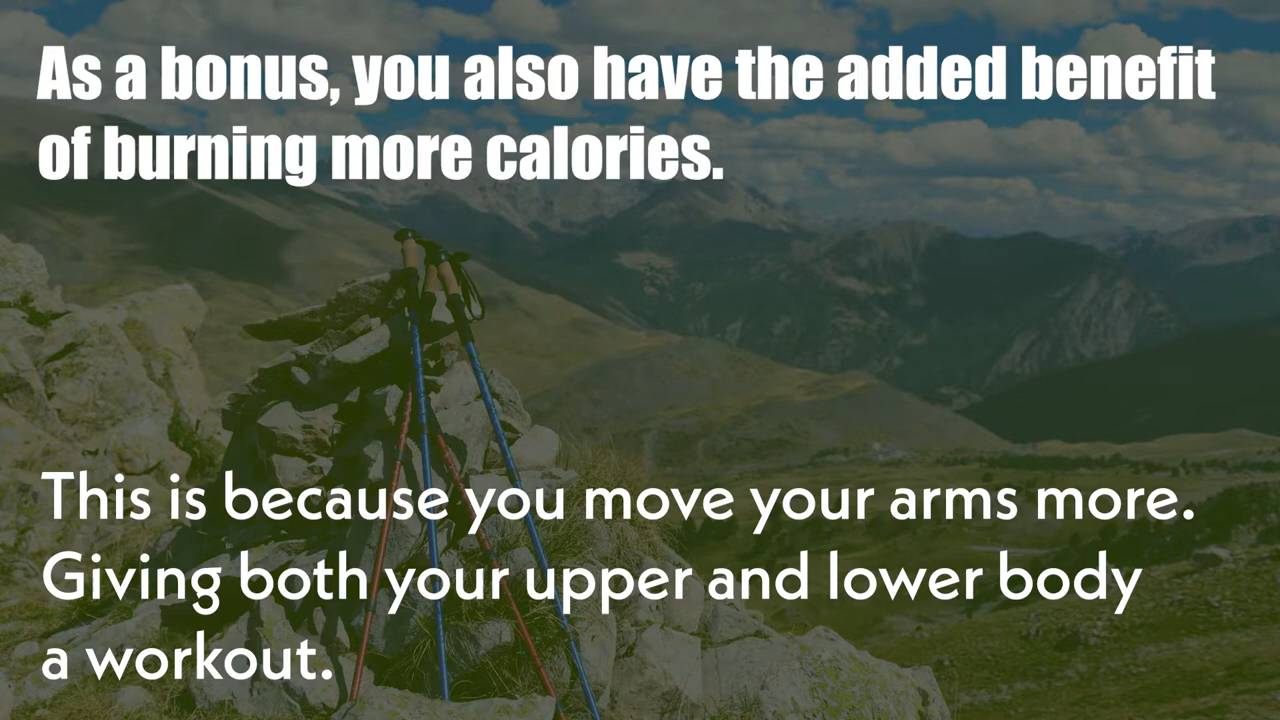 As a bonus, you also have the added benefit
of burning more calories.
This is because you move your arms more.
Giving both your upper and lower body
a workout.